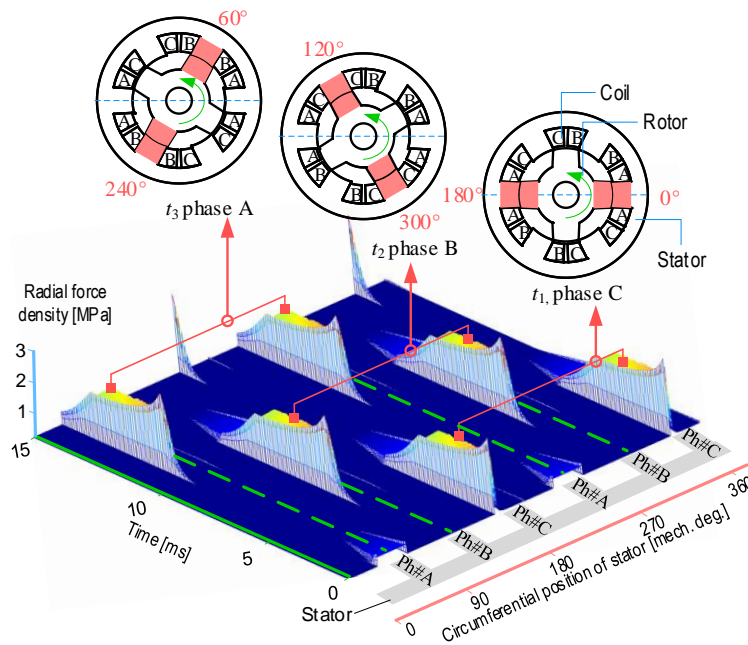 60°
C B
C B
A A
A A
B C
B C
240°
t3 phase A
120°
C B
C B
A A
A A
B C
B C
300°
t2 phase B
Coil
Rotor
C B
C B
A A
180°
0°
A A
B C
B C
Stator
t1, phase C
Radial force
density [MPa]
3
2
1
15
10
5
0
Time [ms]
Ph#C
Ph#B
Ph#A
Ph#C
Ph#B
Ph#A
Stator
0
90
180
270
360
Circumferential position of stator [mech. deg.]